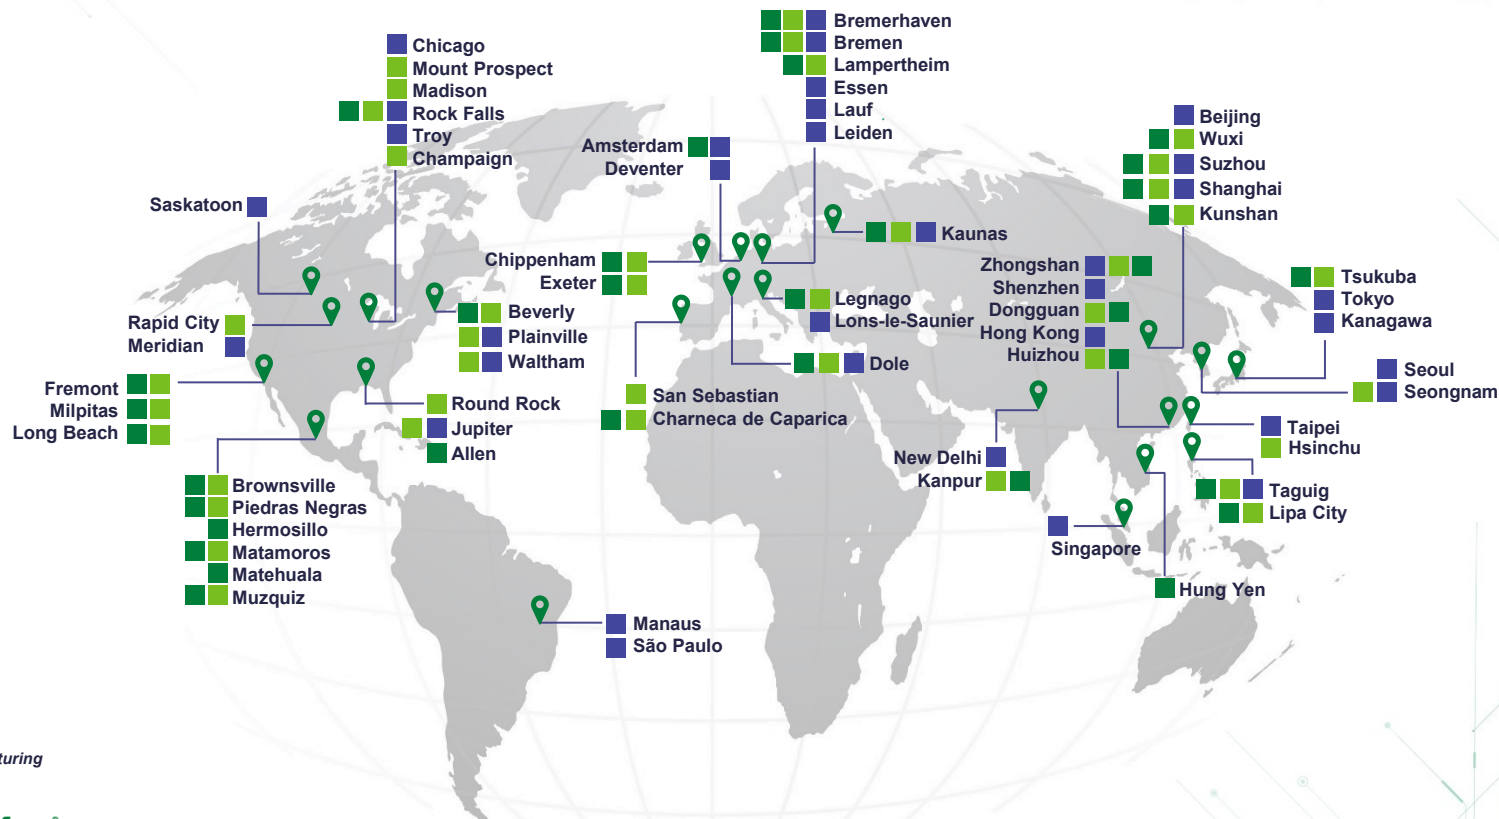 Bremerhaven
Bremen
Lampertheim
Essen
Lauf
Leiden
Chicago
Mount Prospect
Madison
Rock Falls
Troy
Champaign
Amsterdam
Deventer
Beijing
Wuxi
Suzhou
Shanghai
Kunshan
Saskatoon
Kaunas
Chippenham
Exeter
Zhongshan
Shenzhen
Dongguan
Hong Kong
Huizhou
Tsukuba
Tokyo
Kanagawa
Legnago
Lons-le-Saunier
Beverly
Plainville
Waltham
Rapid City
Meridian
Dole
Seoul
Seongnam
Fremont
Milpitas
Long Beach
San Sebastian
Charneca de Caparica
Round Rock
Jupiter
Allen
Taipei
Hsinchu
New Delhi
Kanpur
Brownsville
Piedras Negras
Hermosillo
Matamoros
Matehuala
Muzquiz
Taguig
Lipa City
Singapore
Hung Yen
Manaus
São Paulo
turing